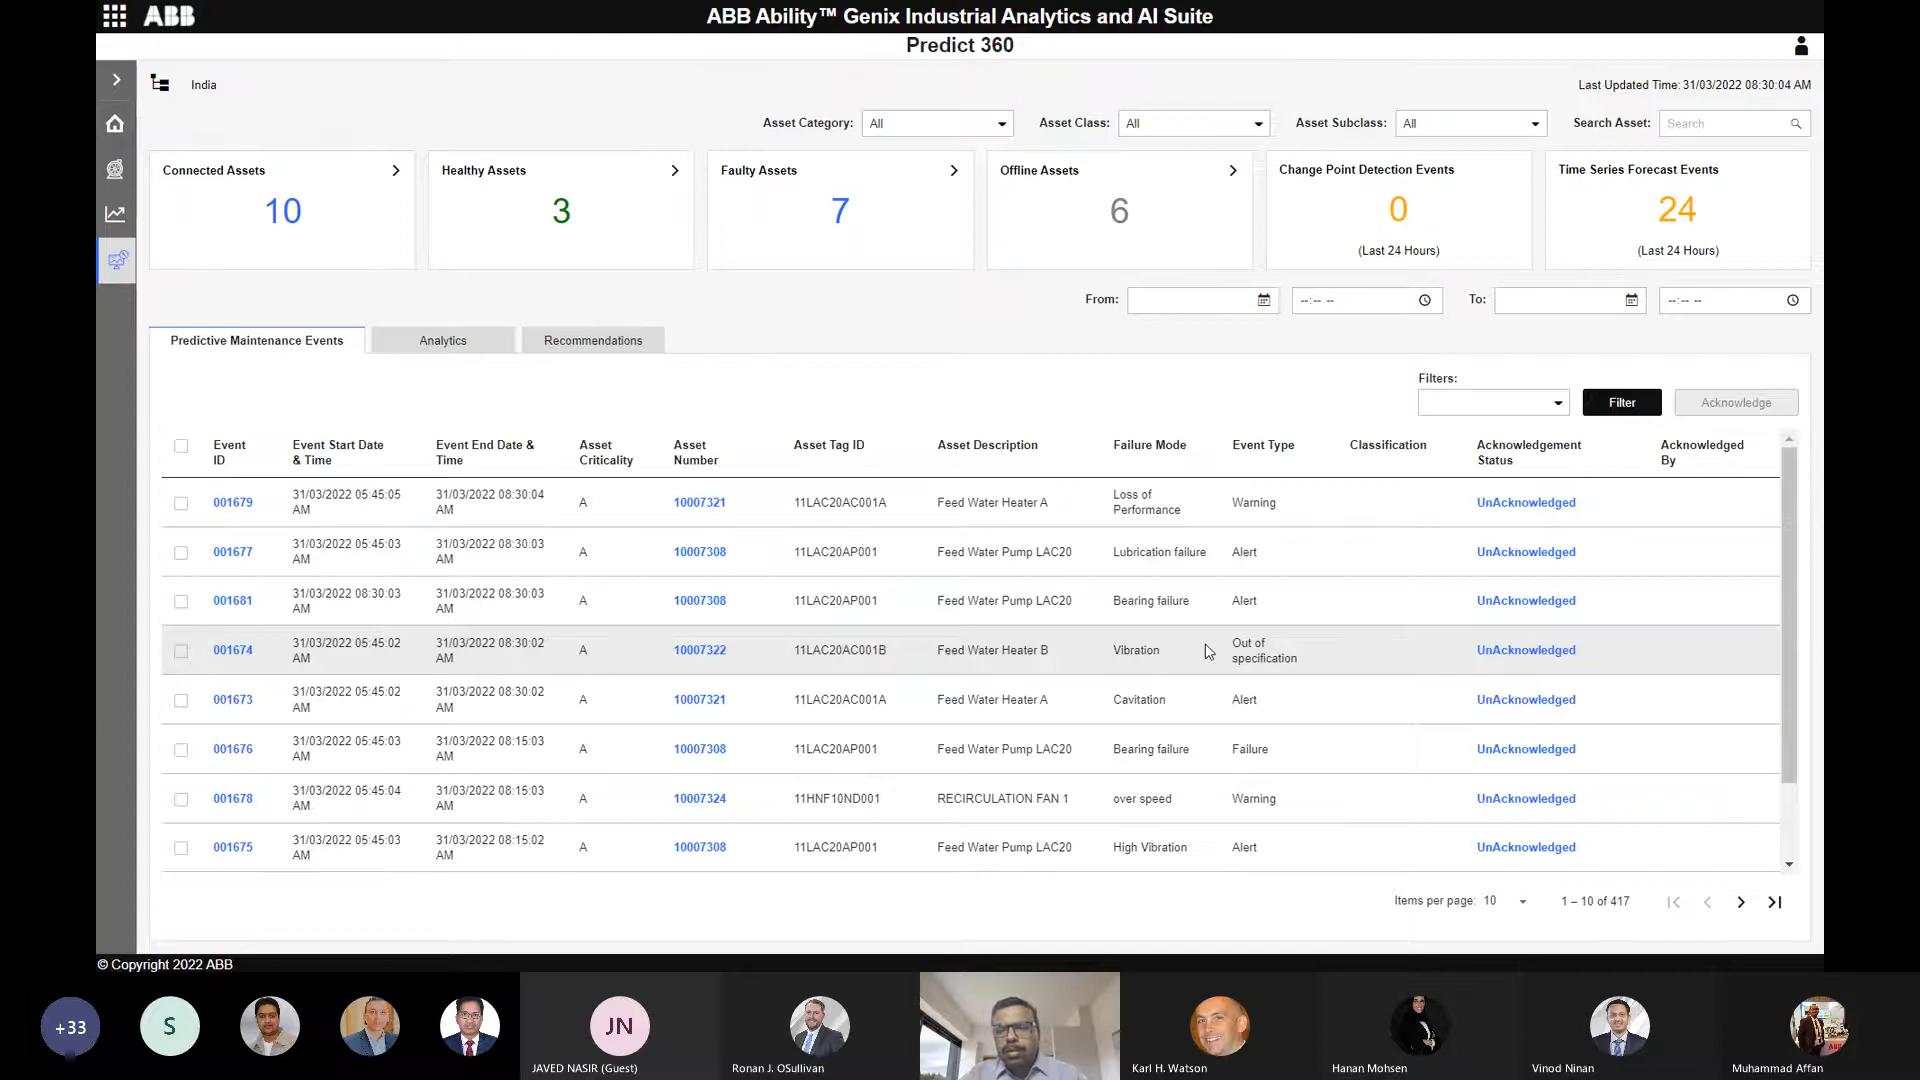 ABB
ABB Ability™ Genix Industrial Analytics and AI Suite
Predict 360
India
Last Updated Time: 31/03/2022 08:30:04 AM
Asset Category: All Asset Class: All Asset Subclass: All Search Asset: Search
Connected Assets Healthy Assets Faulty Assets Offline Assets Change Point Detection Events Time Series Forecast Events
10 3 7 6 0 24
(Last 24 Hours) (Last 24 Hours)
From: --:-- -- To: --:-- --
Predictive Maintenance Events Analytics Recommendations
Filters:
Filter Acknowledge
Event Event Start Date Event End Date & Asset Asset Asset Tag ID Asset Description Failure Mode Event Type Classification Acknowledgement Acknowledged
ID & Time Time Criticality Number Status By
001679 31/03/2022 05:45:05 AM 31/03/2022 08:30:04 AM A 10007321 11LAC20AC001A Feed Water Heater A Loss of Performance Warning UnAcknowledged
001677 31/03/2022 05:45:03 AM 31/03/2022 08:30:03 AM A 10007308 11LAC20AP001 Feed Water Pump LAC20 Lubrication failure Alert UnAcknowledged
001681 31/03/2022 08:30:03 AM 31/03/2022 08:30:03 AM A 10007308 11LAC20AP001 Feed Water Pump LAC20 Bearing failure Alert UnAcknowledged
001674 31/03/2022 05:45:02 AM 31/03/2022 08:30:02 AM A 10007322 11LAC20AC001B Feed Water Heater B Vibration Out of specification UnAcknowledged
001673 31/03/2022 05:45:02 AM 31/03/2022 08:30:02 AM A 10007321 11LAC20AC001A Feed Water Heater A Cavitation Alert UnAcknowledged
001676 31/03/2022 05:45:03 AM 31/03/2022 08:15:03 AM A 10007308 11LAC20AP001 Feed Water Pump LAC20 Bearing failure Failure UnAcknowledged
001678 31/03/2022 05:45:04 AM 31/03/2022 08:15:03 AM A 10007324 11HNF10ND001 RECIRCULATION FAN 1 over speed Warning UnAcknowledged
001675 31/03/2022 05:45:03 AM 31/03/2022 08:15:02 AM A 10007308 11LAC20AP001 Feed Water Pump LAC20 High Vibration Alert UnAcknowledged
Items per page: 10 1 – 10 of 417
© Copyright 2022 ABB
+33 S JN
JAVED NASIR (Guest) Ronan J. OSullivan Karl H. Watson Hanan Mohsen Vinod Ninan Muhammad Affan